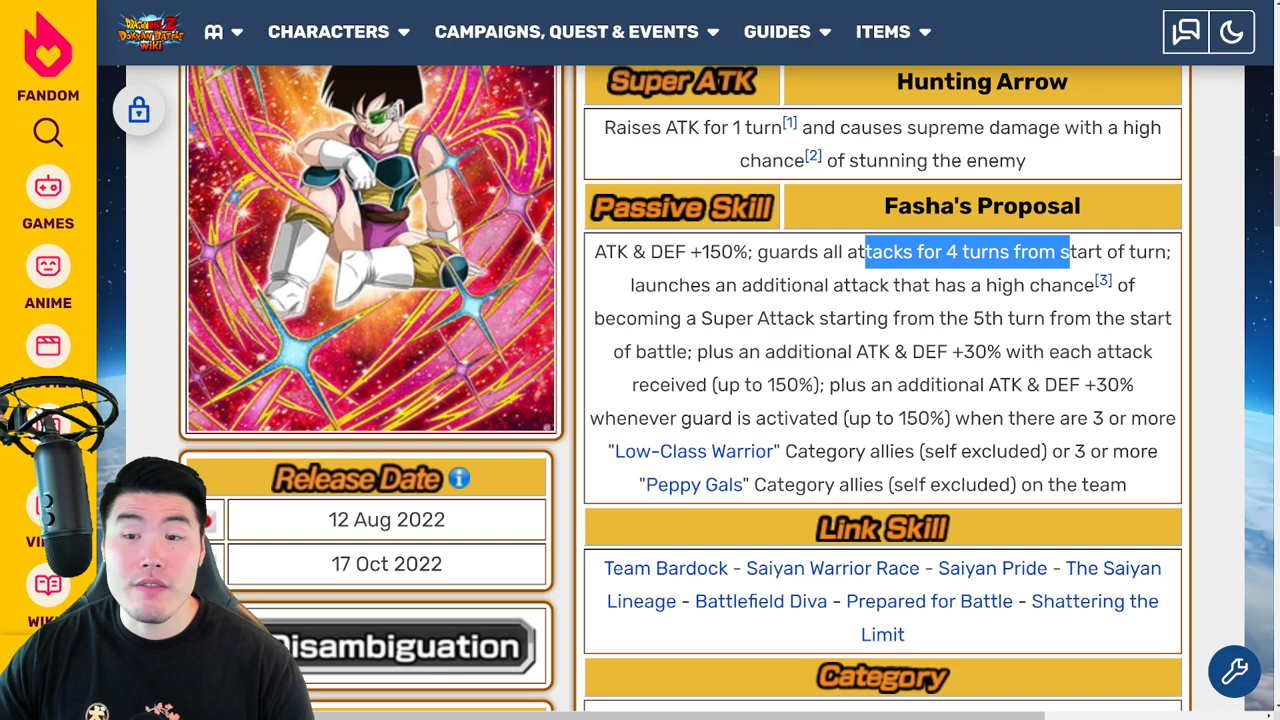 FANDOM
GAMES
ANIME
DRAGON BALL Z
DOKKAN BATTLE
WIKI
CHARACTERS
CAMPAIGNS, QUEST & EVENTS
GUIDES
ITEMS
Super ATK
Hunting Arrow
Raises ATK for 1 turn[1] and causes supreme damage with a high
chance[2] of stunning the enemy
Passive Skill
Fasha's Proposal
ATK & DEF +150%; guards all attacks for 4 turns from start of turn;
launches an additional attack that has a high chance[3] of
becoming a Super Attack starting from the 5th turn from the start
of battle; plus an additional ATK & DEF +30% with each attack
received (up to 150%); plus an additional ATK & DEF +30%
whenever guard is activated (up to 150%) when there are 3 or more
"Low-Class Warrior" Category allies (self excluded) or 3 or more
"Peppy Gals" Category allies (self excluded) on the team
Link Skill
Team Bardock - Saiyan Warrior Race - Saiyan Pride - The Saiyan
Lineage - Battlefield Diva - Prepared for Battle - Shattering the
Limit
Category
Release Date
12 Aug 2022
17 Oct 2022
Disambiguation